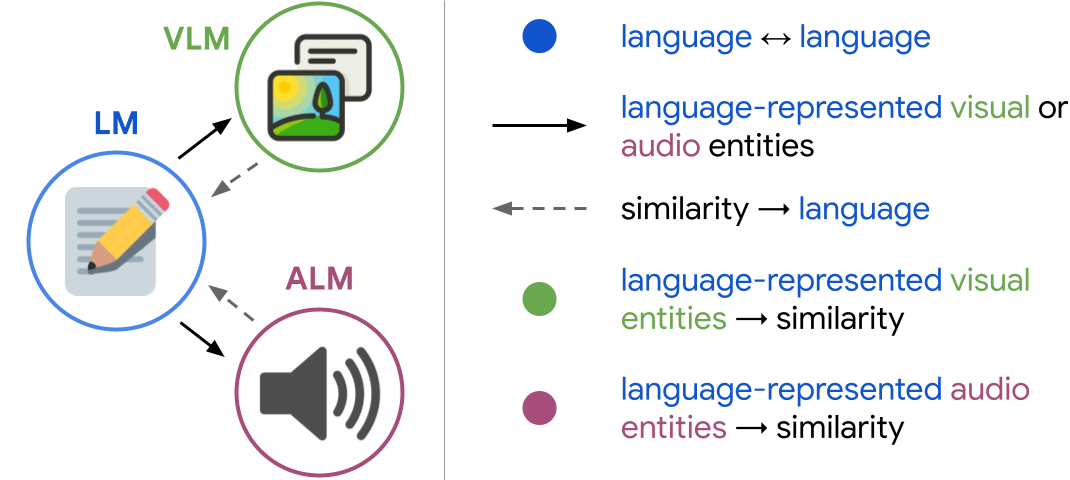 VLM
LM
ALM
language ↔ language
language-represented visual or
audio entities
similarity → language
language-represented visual
entities → similarity
language-represented audio
entities → similarity